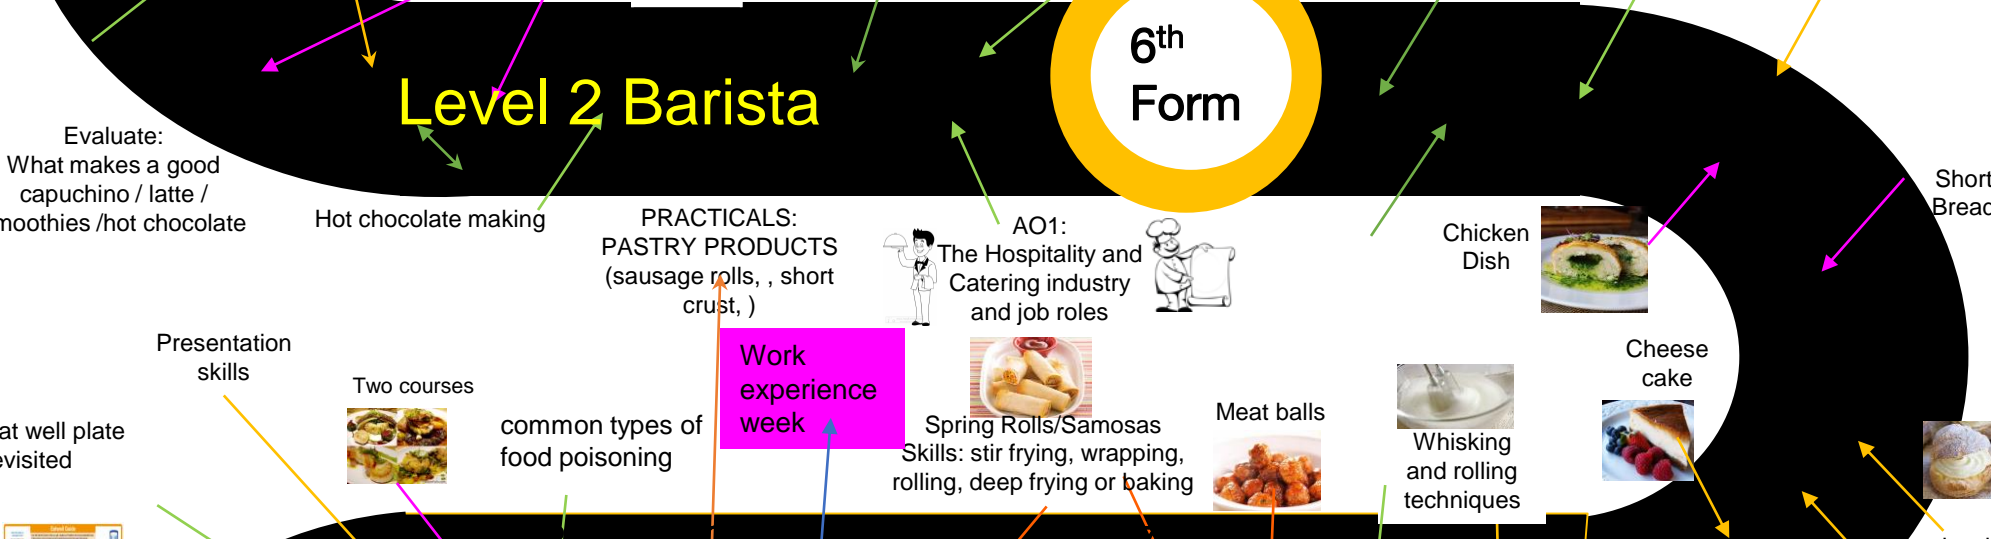 6th
Form
Level 2 Barista
Evaluate:
What makes a good
capuchino / latte /
moothies /hot chocolate
Hot chocolate making
PRACTICALS:
PASTRY PRODUCTS
(sausage rolls, , short
crust, )
AO1:
The Hospitality and
Catering industry
and job roles
Chicken
Dish
Short
Breac
Presentation
skills
Two courses
common types of
food poisoning
Work
experience
week
Spring Rolls/Samosas
Skills: stir frying, wrapping,
rolling, deep frying or baking
Meat balls
Whisking
and rolling
techniques
Cheese
cake
at well plate
evisited